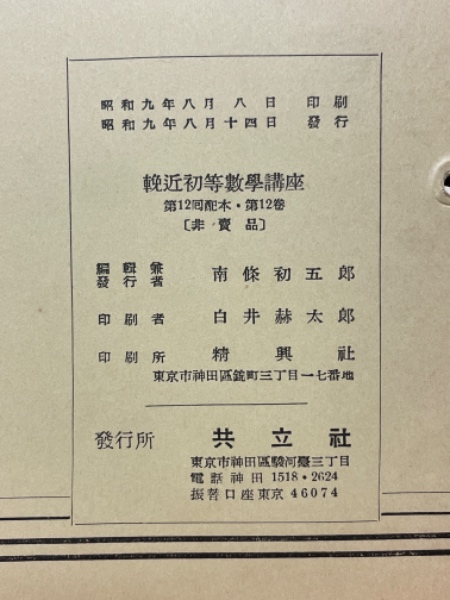 昭和九年八月八日 印刷
昭和九年八月十四日 發行
輓近初等數學講座
第12回配本・第12卷
〔非賣品〕
編輯兼
發行者 南條初五郎
印刷者 白井赫太郎
印刷所 精興社
東京市神田區錦町三丁目一七番地
發行所 共立社
東京市神田區駿河臺三丁目
電話神田 1518・2624
振替口座東京 46074